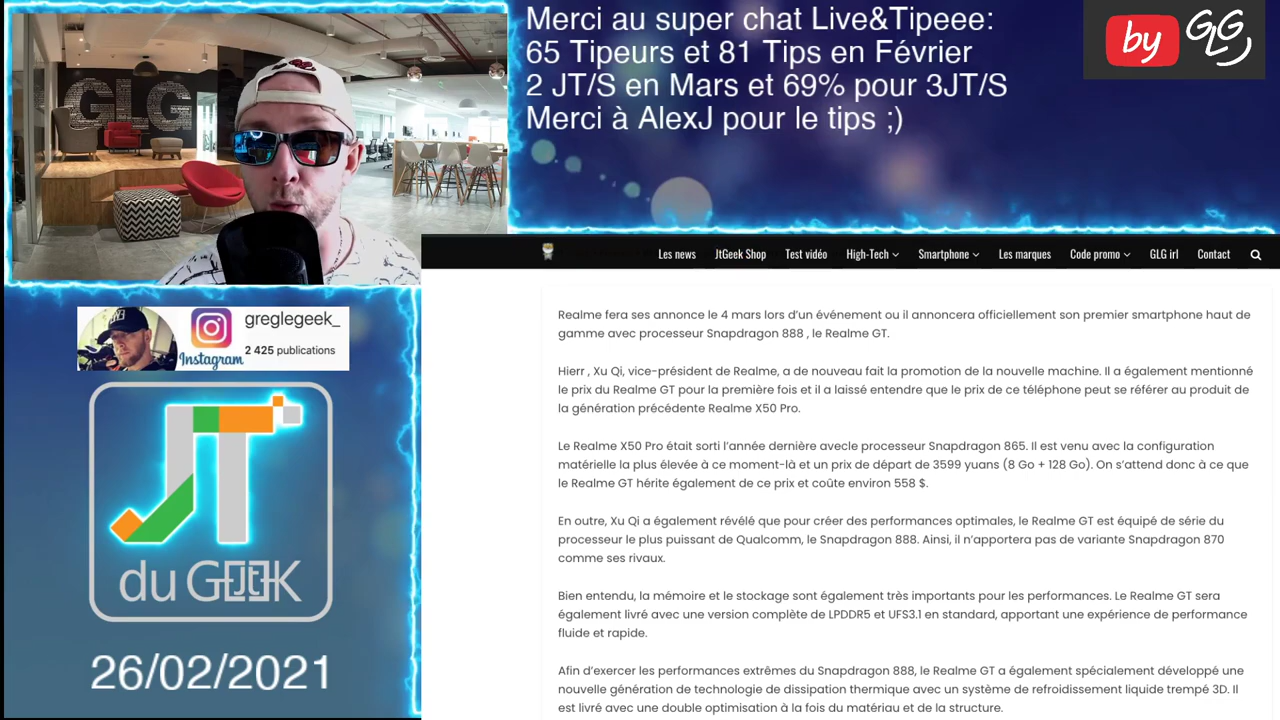 GLG
Merci au super chat Live&Tipeee:
65 Tipeurs et 81 Tips en Février
2 JT/S en Mars et 69% pour 3JT/S
Merci à AlexJ pour le tips ;)
by GLG
Les news JtGeek Shop Test vidéo High-Tech Smartphone Les marques Code promo GLG irl Contact
greglegeek_
Instagram
2 425 publications
JT
du GEEK
26/02/2021
Realme fera ses annonce le 4 mars lors d'un événement ou il annoncera officiellement son premier smartphone haut de
gamme avec processeur Snapdragon 888 , le Realme GT.
Hierr , Xu Qi, vice-président de Realme, a de nouveau fait la promotion de la nouvelle machine. Il a également mentionné
le prix du Realme GT pour la première fois et il a laissé entendre que le prix de ce téléphone peut se référer au produit de
la génération précédente Realme X50 Pro.
Le Realme X50 Pro était sorti l'année dernière avecle processeur Snapdragon 865. Il est venu avec la configuration
matérielle la plus élevée à ce moment-là et un prix de départ de 3599 yuans (8 Go + 128 Go). On s'attend donc à ce que
le Realme GT hérite également de ce prix et coûte environ 558 $.
En outre, Xu Qi a également révélé que pour créer des performances optimales, le Realme GT est équipé de série du
processeur le plus puissant de Qualcomm, le Snapdragon 888. Ainsi, il n'apportera pas de variante Snapdragon 870
comme ses rivaux.
Bien entendu, la mémoire et le stockage sont également très importants pour les performances. Le Realme GT sera
également livré avec une version complète de LPDDR5 et UFS3.1 en standard, apportant une expérience de performance
fluide et rapide.
Afin d'exercer les performances extrêmes du Snapdragon 888, le Realme GT a également spécialement développé une
nouvelle génération de technologie de dissipation thermique avec un système de refroidissement liquide trempé 3D. Il
est livré avec une double optimisation à la fois du matériau et de la structure.